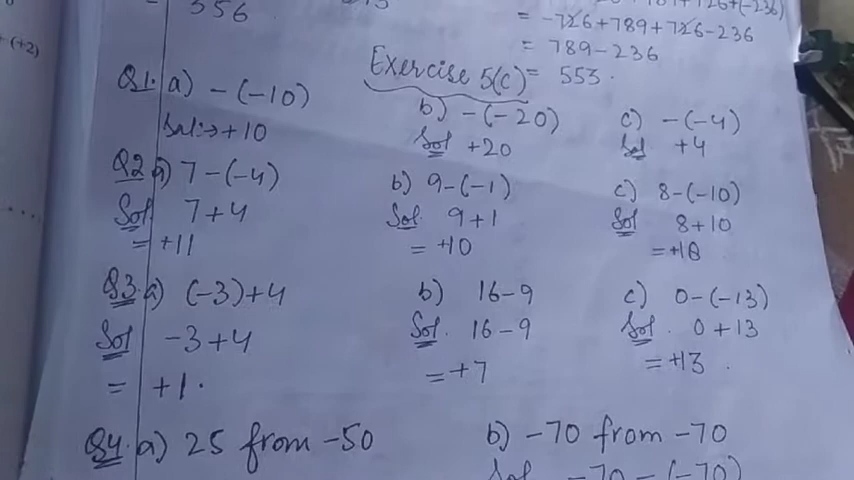 356
= -726+789+726-236
= 789-236
= 553.
+(+2)
Exercise 5(c)
Q1. a) -(-10) b) -(-20) c) -(-4)
Sol:→ +10 Sol +20 Sol +4
Q2 a) 7-(-4) b) 9-(-1) c) 8-(-10)
Sol 7+4 Sol. 9+1 Sol 8+10
= +11 = +10 = +18
Q3. a) (-3)+4 b) 16-9 c) 0-(-13)
Sol -3+4 Sol. 16-9 Sol. 0+13
= +1. = +7 = +13.
Q4. a) 25 from -50 b) -70 from -70
Sol -70-(-70)